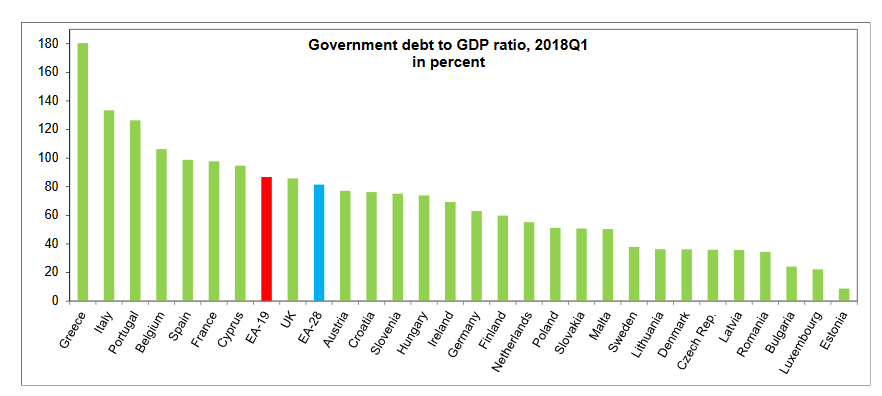 Government debt to GDP ratio, 2018Q1
in percent
180
160
140
120
100
80
60
40
20
0
Greece
Italy
Portugal
Belgium
Spain
France
Cyprus
EA-19
UK
EA-28
Austria
Croatia
Slovenia
Hungary
Ireland
Germany
Finland
Netherlands
Poland
Slovakia
Malta
Sweden
Lithuania
Denmark
Czech Rep.
Latvia
Romania
Bulgaria
Luxembourg
Estonia